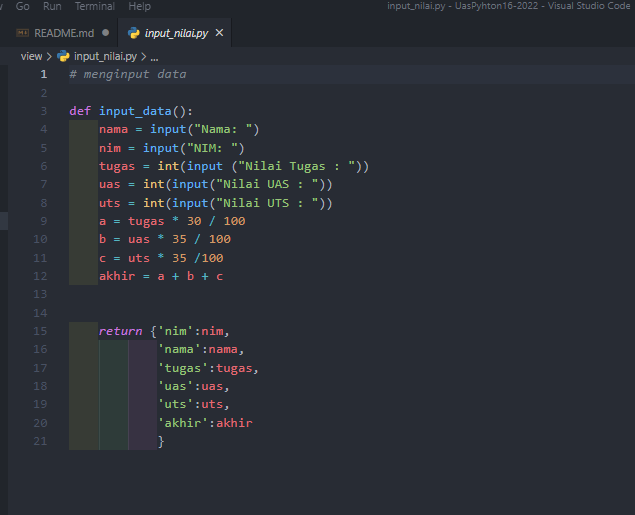 Go Run Terminal Help input_nilai.py - UasPyhton16-2022 - Visual Studio Code
README.md input_nilai.py
view > input_nilai.py > ...
1 # menginput data
2
3 def input_data():
4 nama = input("Nama: ")
5 nim = input("NIM: ")
6 tugas = int(input ("Nilai Tugas : "))
7 uas = int(input("Nilai UAS : "))
8 uts = int(input("Nilai UTS : "))
9 a = tugas * 30 / 100
10 b = uas * 35 / 100
11 c = uts * 35 /100
12 akhir = a + b + c
13
14
15 return {'nim':nim,
16 'nama':nama,
17 'tugas':tugas,
18 'uas':uas,
19 'uts':uts,
20 'akhir':akhir
21 }